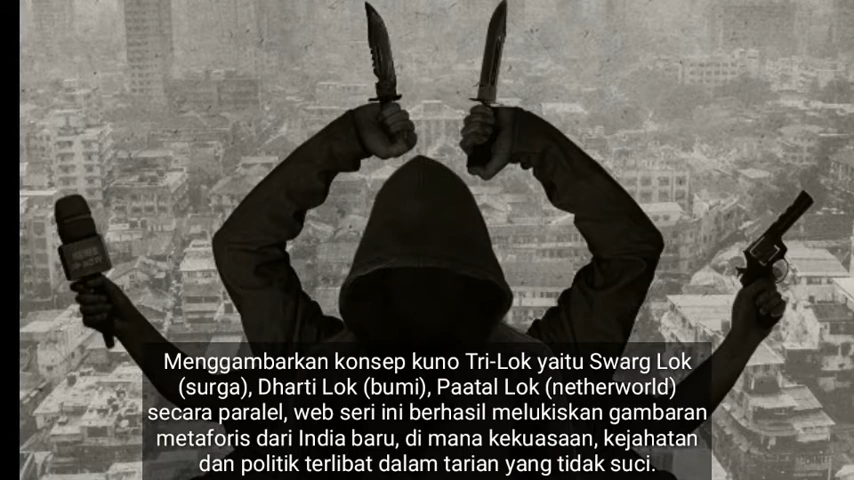 Menggambarkan konsep kuno Tri-Lok yaitu Swarg Lok
(surga), Dharti Lok (bumi), Paatal Lok (netherworld)
secara paralel, web seri ini berhasil melukiskan gambaran
metaforis dari India baru, di mana kekuasaan, kejahatan
dan politik terlibat dalam tarian yang tidak suci.